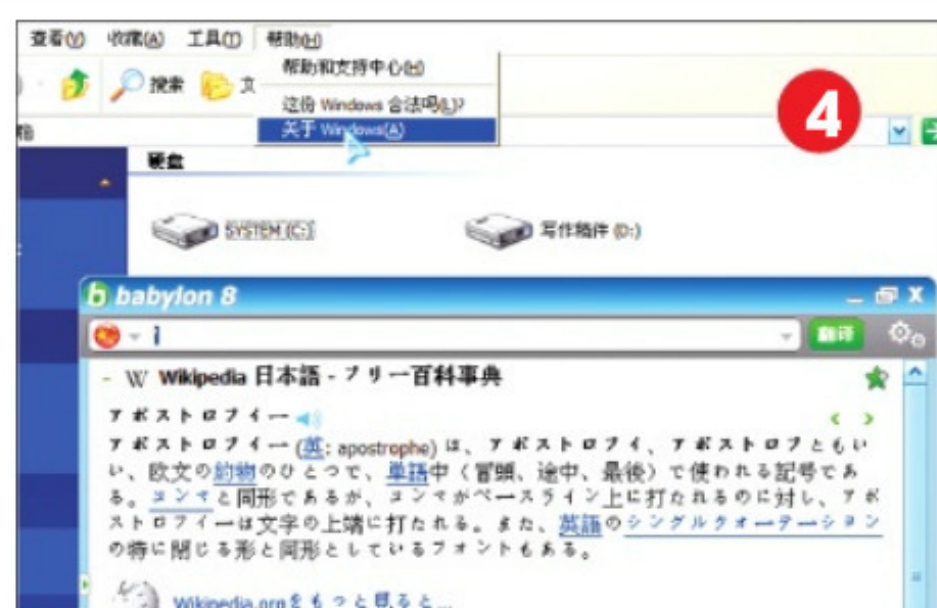 查看(V) 收藏(A) 工具(T) 帮助(H)
帮助和支持中心(H)
搜索 文
这份 Windows 合法吗(L)?
关于 Windows(A)
4
硬盘
SYSTEM (C:) 写作稿件 (D:)
babylon 8
翻译
- W Wikipedia 日本語 - フリー百科事典
アポストロフィー
アポストロフィー (英: apostrophe) は、アポストロフィ、アポストロフともい
い、欧文の約物のひとつで、単語中（冒頭、途中、最後）で使われる記号であ
る。コンマと同形であるが、コンマがベースライン上に打たれるのに対し、アポ
ストロフィーは文字の上端に打たれる。また、英語のシングルクォーテーション
の特に閉じる形と同形としているフォントもある。
Wikipedia.orgをもっと見ると...